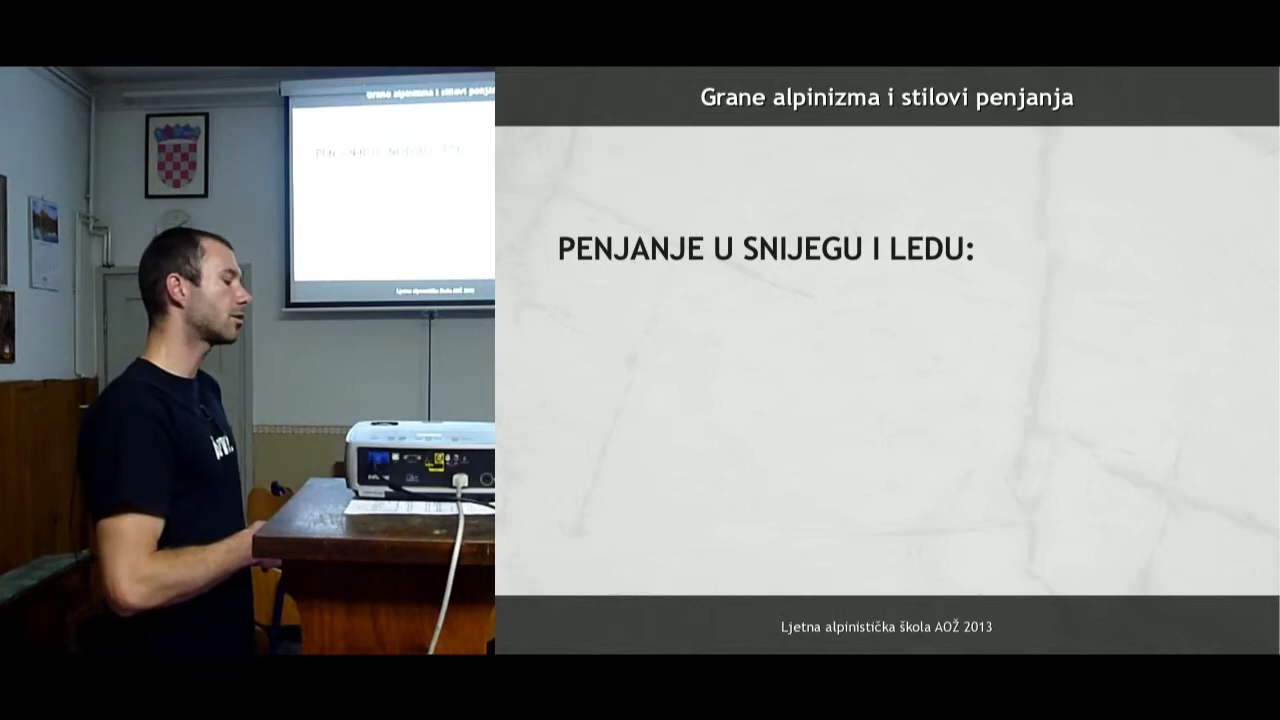 Grane alpinizma i stilovi penjanja
PENJANJE U SNIJEGU I LEDU:
Ljetna alpinistička škola AOŽ 2013